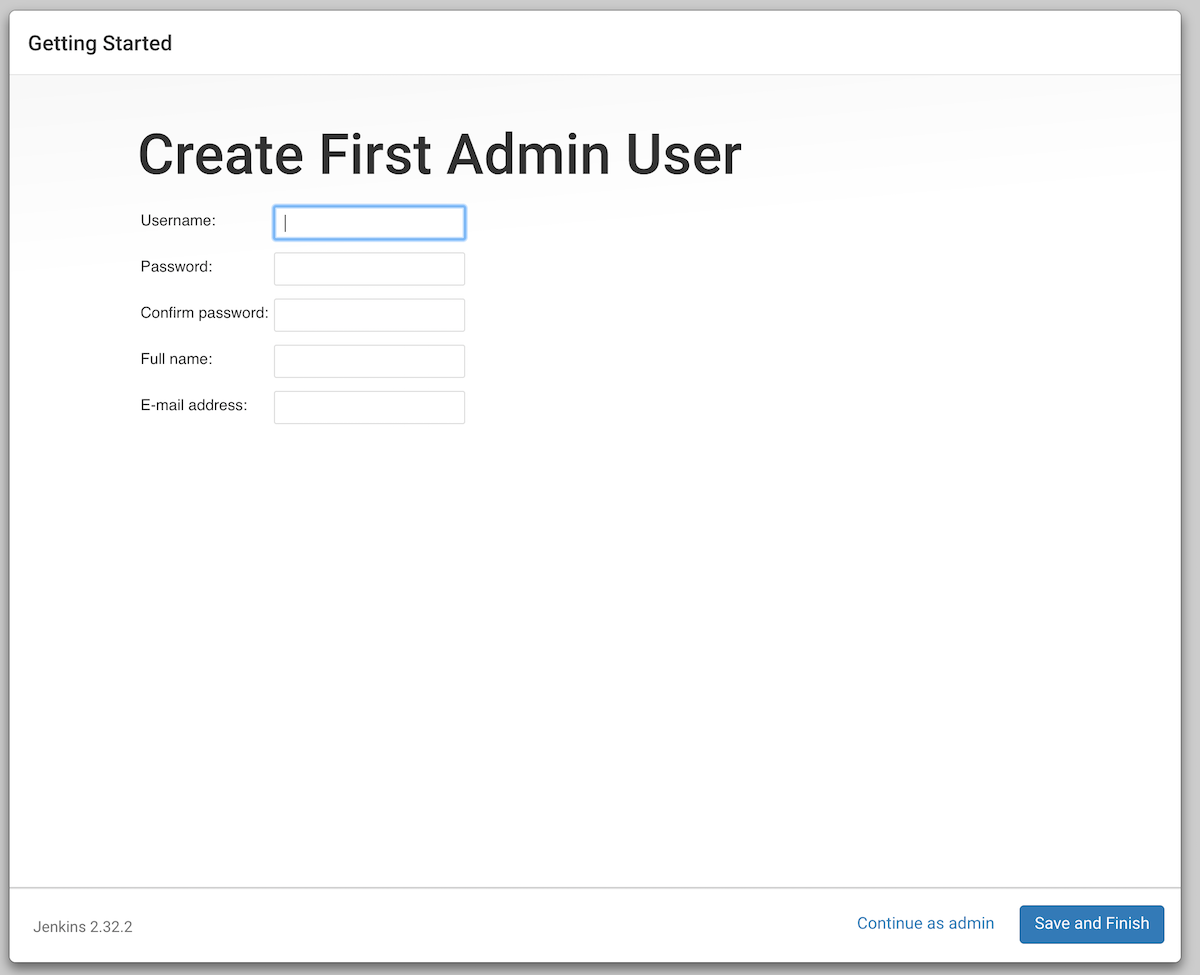 Getting Started
Create First Admin User
Username:
Password:
Confirm password:
Full name:
E-mail address:
Jenkins 2.32.2
Continue as admin
Save and Finish